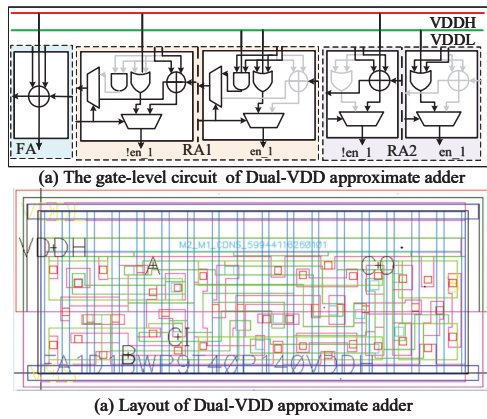 VDDH
VDDL
FA
!en_1
RA1
en_1
!en_1
RA2
en_1
(a) The gate-level circuit of Dual-VDD approximate adder
VDDH
M2_M1_CDNS_59944116260101
A
CO
CI
B
(a) Layout of Dual-VDD approximate adder